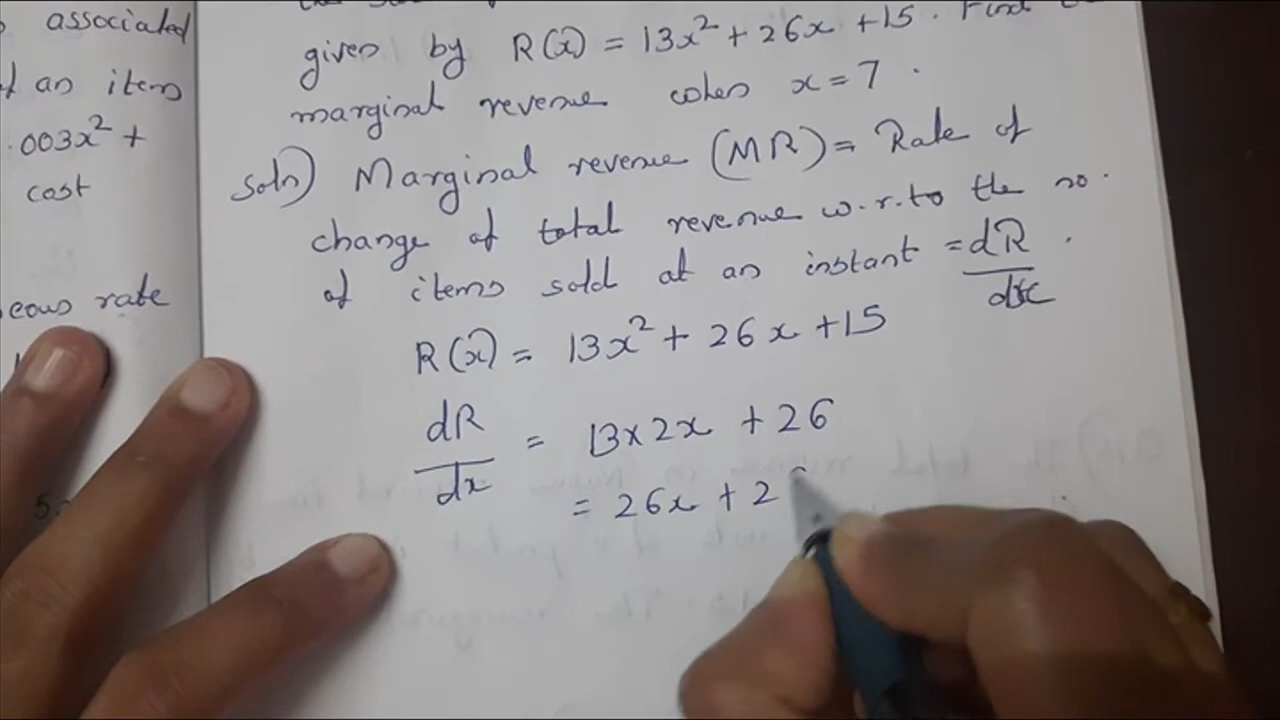 associated
an items
.003x² +
cost
eous rate
given by R(x) = 13x² + 26x + 15. Find
marginal revenue when x = 7.
Soln) Marginal revenue (MR) = Rate of
change of total revenue w.r.to the no.
of items sold at an instant = dR/dx.
R(x) = 13x² + 26x + 15
dR/dx = 13×2x + 26
= 26x + 2